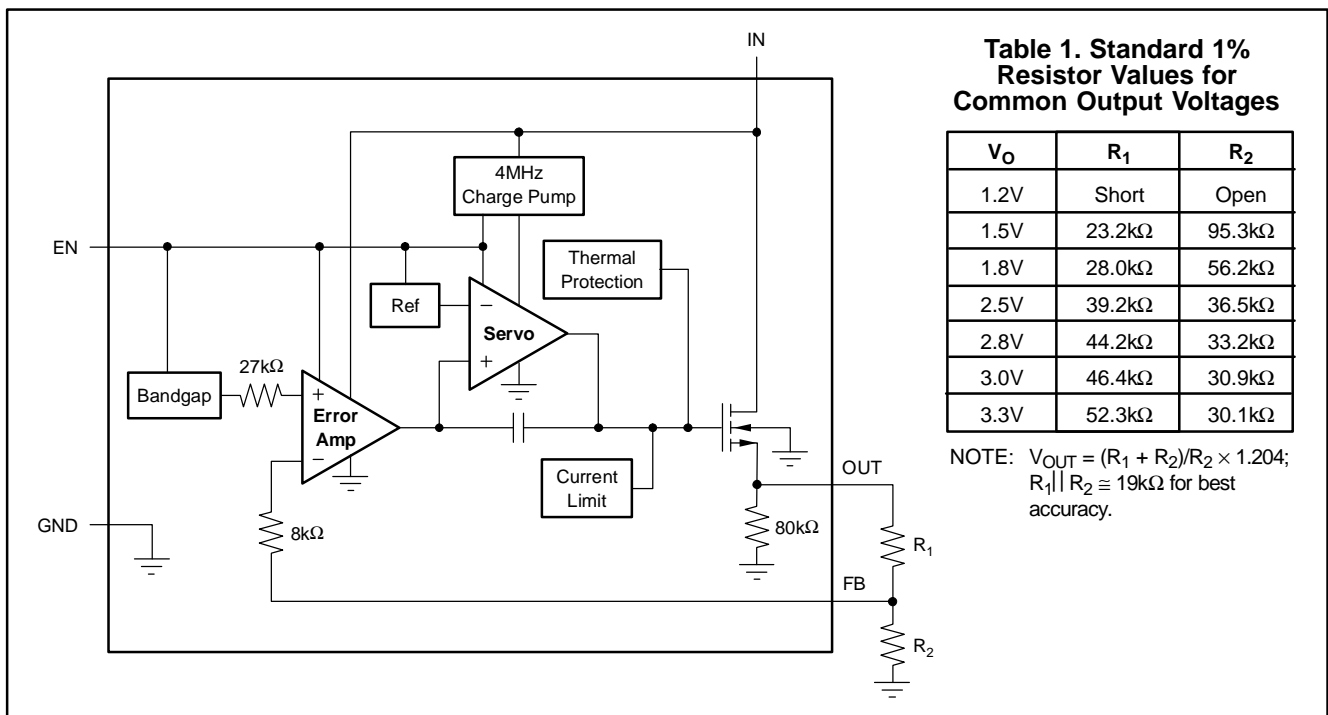 IN
4MHz
Charge Pump
EN
Thermal
Protection
Ref
−
Servo
+
27kΩ
Bandgap
+
Error
Amp
−
Current
Limit
OUT
GND
8kΩ
80kΩ
R1
FB
R2
Table 1. Standard 1%
Resistor Values for
Common Output Voltages
VO R1 R2
1.2V Short Open
1.5V 23.2kΩ 95.3kΩ
1.8V 28.0kΩ 56.2kΩ
2.5V 39.2kΩ 36.5kΩ
2.8V 44.2kΩ 33.2kΩ
3.0V 46.4kΩ 30.9kΩ
3.3V 52.3kΩ 30.1kΩ
NOTE: VOUT = (R1 + R2)/R2 × 1.204;
R1|| R2 ≅ 19kΩ for best
accuracy.